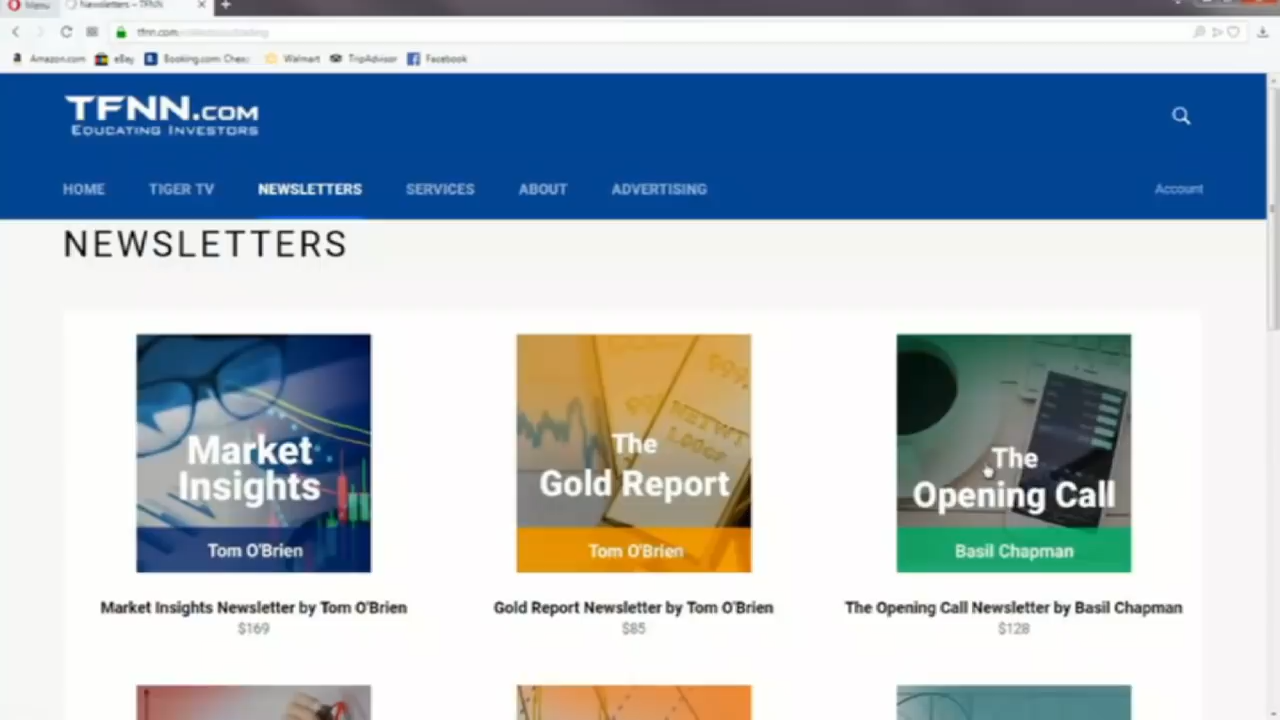 Menu
Newsletters – TFNN
tfnn.com
Amazon.com eBay Booking.com: Walmart TripAdvisor Facebook
TFNN.COM
EDUCATING INVESTORS
HOME TIGER TV NEWSLETTERS SERVICES ABOUT ADVERTISING Account
NEWSLETTERS
Market
Insights
Tom O'Brien
The
Gold Report
Tom O'Brien
The
Opening Call
Basil Chapman
Market Insights Newsletter by Tom O'Brien
$169
Gold Report Newsletter by Tom O'Brien
$85
The Opening Call Newsletter by Basil Chapman
$128